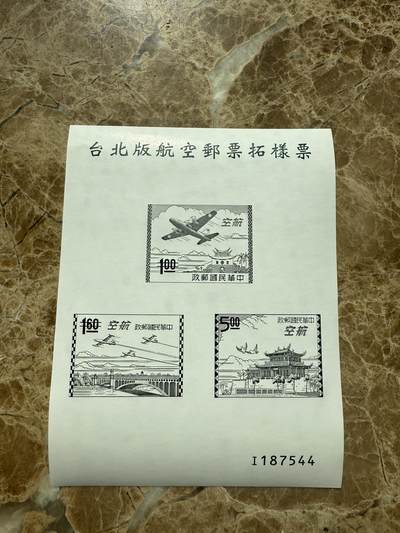 台北版航空郵票拓樣票
空航
1.00
政郵國民華中
1.60
政郵國民華中
空航
5.00
政郵國民華中
空航
I187544